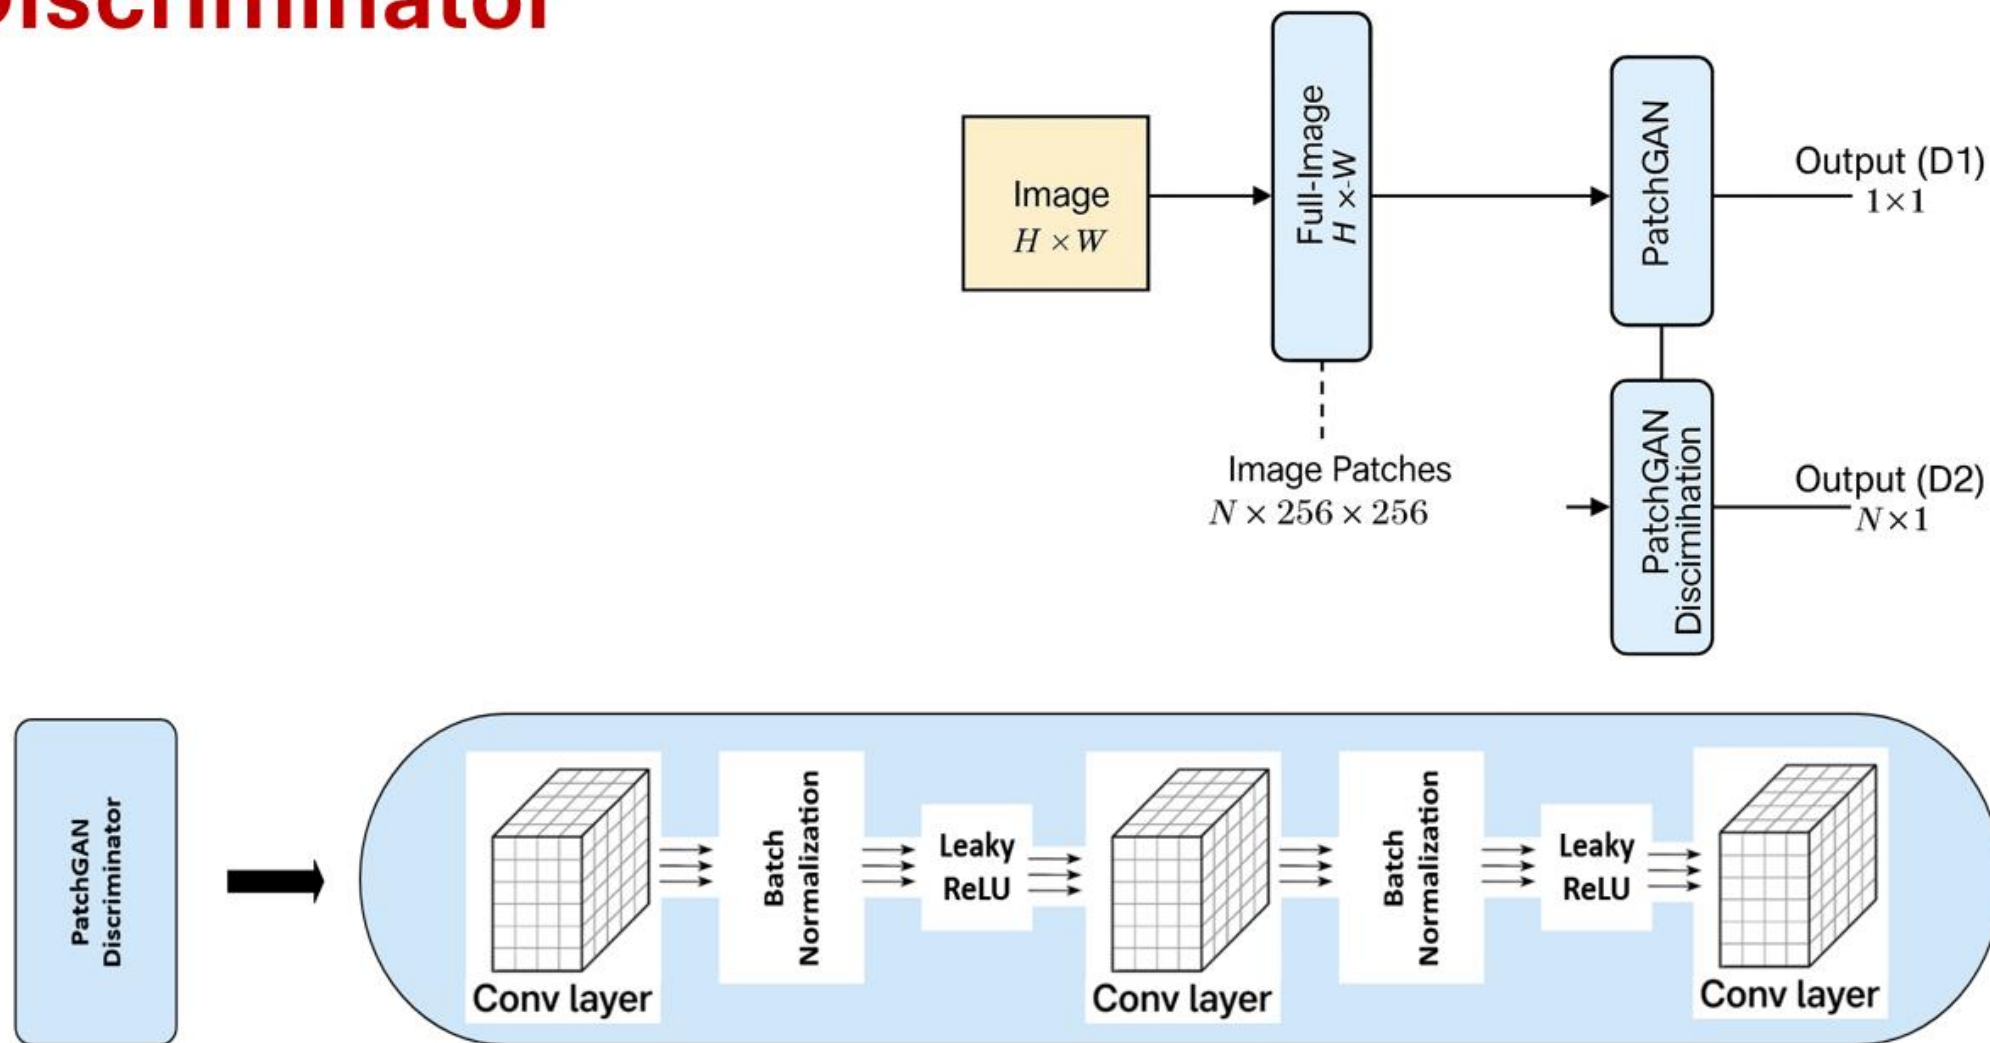 Discriminator
Image
H × W
Full-Image
H × W
PatchGAN
Output (D1)
1×1
Image Patches
N × 256 × 256
PatchGAN
Discimihation
Output (D2)
N×1
PatchGAN
Discriminator
Conv layer
Batch
Normalization
Leaky
ReLU
Conv layer
Batch
Normalization
Leaky
ReLU
Conv layer